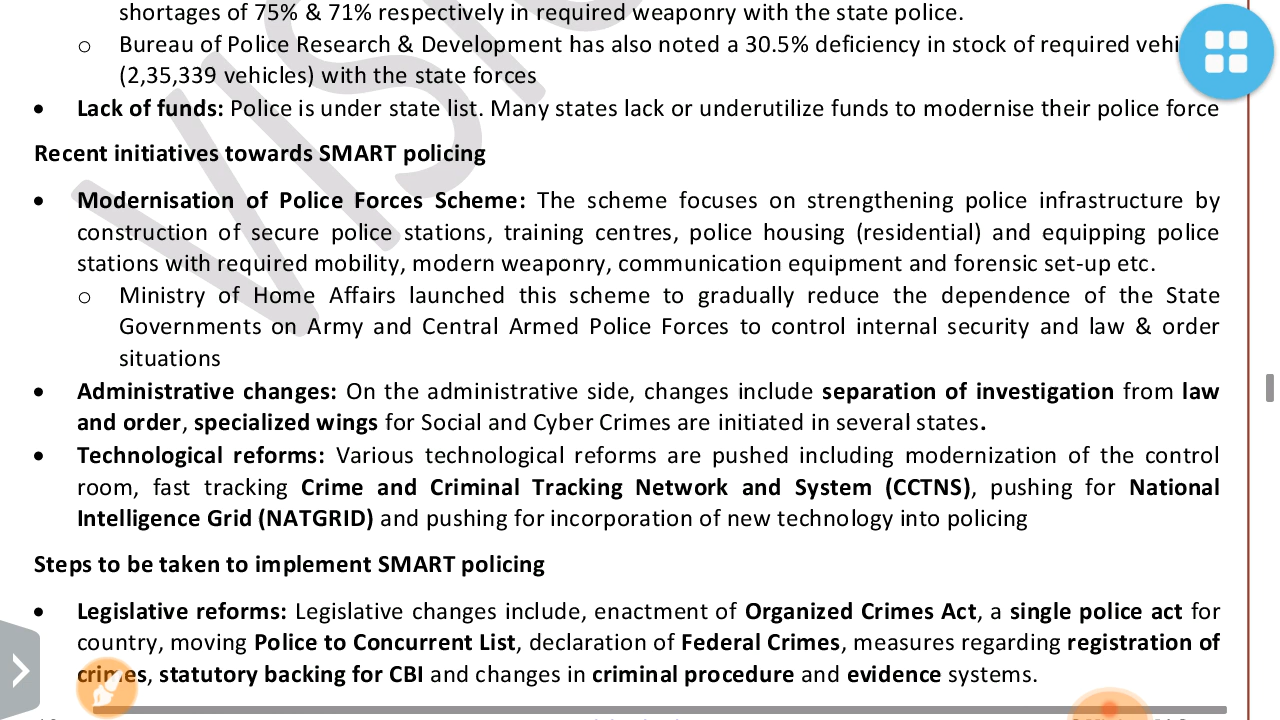 shortages of 75% & 71% respectively in required weaponry with the state police.
o Bureau of Police Research & Development has also noted a 30.5% deficiency in stock of required
(2,35,339 vehicles) with the state forces
• Lack of funds: Police is under state list. Many states lack or underutilize funds to modernise their police force
Recent initiatives towards SMART policing
• Modernisation of Police Forces Scheme: The scheme focuses on strengthening police infrastructure by
construction of secure police stations, training centres, police housing (residential) and equipping police
stations with required mobility, modern weaponry, communication equipment and forensic set-up etc.
o Ministry of Home Affairs launched this scheme to gradually reduce the dependence of the State
Governments on Army and Central Armed Police Forces to control internal security and law & order
situations
• Administrative changes: On the administrative side, changes include separation of investigation from law
and order, specialized wings for Social and Cyber Crimes are initiated in several states.
• Technological reforms: Various technological reforms are pushed including modernization of the control
room, fast tracking Crime and Criminal Tracking Network and System (CCTNS), pushing for National
Intelligence Grid (NATGRID) and pushing for incorporation of new technology into policing
Steps to be taken to implement SMART policing
• Legislative reforms: Legislative changes include, enactment of Organized Crimes Act, a single police act for
country, moving Police to Concurrent List, declaration of Federal Crimes, measures regarding registration of
crimes, statutory backing for CBI and changes in criminal procedure and evidence systems.